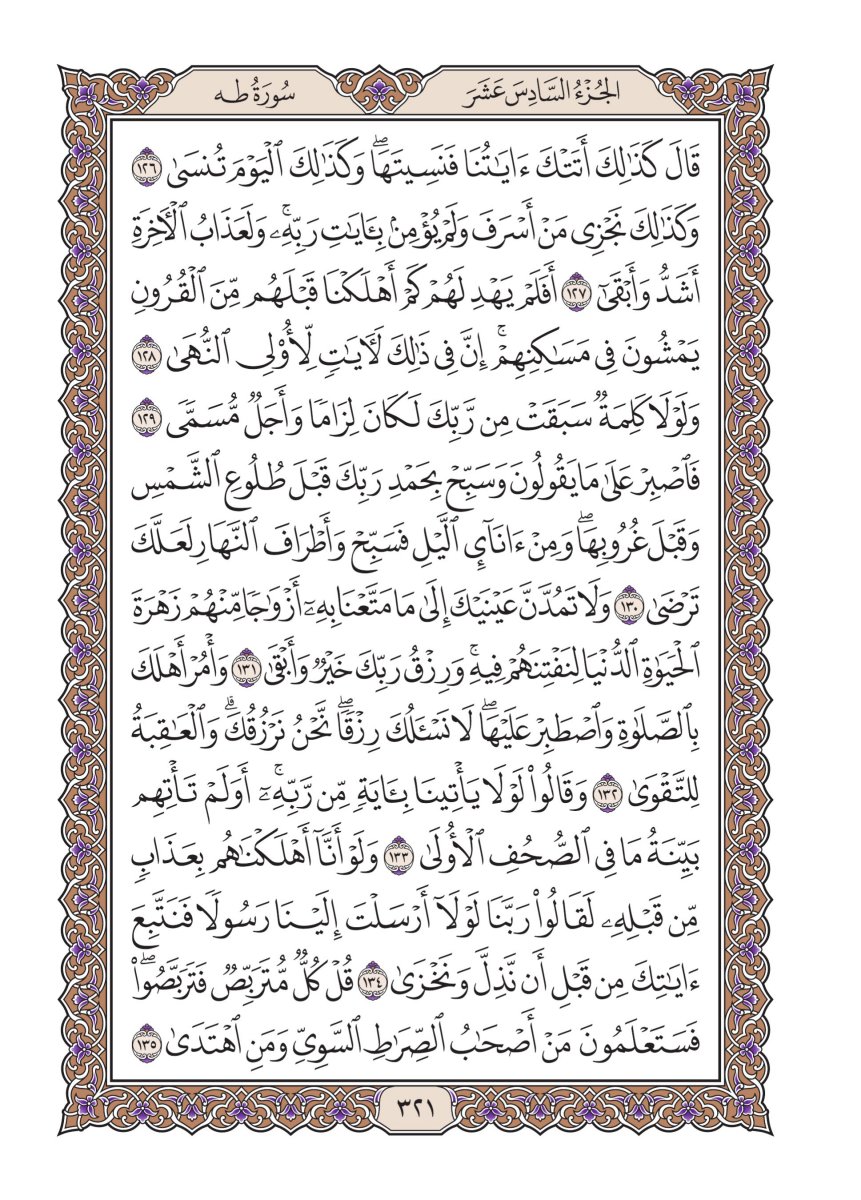 الجُزْءُ السَّادِسَ عَشَرَ
سُورَةُ طه
قَالَ كَذَٰلِكَ أَتَتْكَ ءَايَٰتُنَا فَنَسِيتَهَاۖ وَكَذَٰلِكَ ٱلْيَوْمَ تُنسَىٰ ١٢٦
وَكَذَٰلِكَ نَجْزِى مَنْ أَسْرَفَ وَلَمْ يُؤْمِنۢ بِـَٔايَٰتِ رَبِّهِۦۚ وَلَعَذَابُ ٱلْأَخِرَةِ
أَشَدُّ وَأَبْقَىٰٓ ١٢٧ أَفَلَمْ يَهْدِ لَهُمْ كَمْ أَهْلَكْنَا قَبْلَهُم مِّنَ ٱلْقُرُونِ
يَمْشُونَ فِى مَسَٰكِنِهِمْۚ إِنَّ فِى ذَٰلِكَ لَـَٔايَٰتٍ لِّأُو۟لِى ٱلنُّهَىٰ ١٢٨
وَلَوْلَا كَلِمَةٌ سَبَقَتْ مِن رَّبِّكَ لَكَانَ لِزَامًا وَأَجَلٌ مُّسَمًّى ١٢٩
فَٱصْبِرْ عَلَىٰ مَا يَقُولُونَ وَسَبِّحْ بِحَمْدِ رَبِّكَ قَبْلَ طُلُوعِ ٱلشَّمْسِ
وَقَبْلَ غُرُوبِهَاۖ وَمِنْ ءَانَآئِ ٱلَّيْلِ فَسَبِّحْ وَأَطْرَافَ ٱلنَّهَارِ لَعَلَّكَ
تَرْضَىٰ ١٣٠ وَلَا تَمُدَّنَّ عَيْنَيْكَ إِلَىٰ مَا مَتَّعْنَا بِهِۦٓ أَزْوَٰجًا مِّنْهُمْ زَهْرَةَ
ٱلْحَيَوٰةِ ٱلدُّنْيَا لِنَفْتِنَهُمْ فِيهِۚ وَرِزْقُ رَبِّكَ خَيْرٌ وَأَبْقَىٰ ١٣١ وَأْمُرْ أَهْلَكَ
بِٱلصَّلَوٰةِ وَٱصْطَبِرْ عَلَيْهَاۖ لَا نَسْـَٔلُكَ رِزْقًاۖ نَّحْنُ نَرْزُقُكَۗ وَٱلْعَٰقِبَةُ
لِلتَّقْوَىٰ ١٣٢ وَقَالُوا۟ لَوْلَا يَأْتِينَا بِـَٔايَةٍ مِّن رَّبِّهِۦٓۚ أَوَلَمْ تَأْتِهِم
بَيِّنَةُ مَا فِى ٱلصُّحُفِ ٱلْأُولَىٰ ١٣٣ وَلَوْ أَنَّآ أَهْلَكْنَٰهُم بِعَذَابٍ
مِّن قَبْلِهِۦ لَقَالُوا۟ رَبَّنَا لَوْلَآ أَرْسَلْتَ إِلَيْنَا رَسُولًا فَنَتَّبِعَ
ءَايَٰتِكَ مِن قَبْلِ أَن نَّذِلَّ وَنَخْزَىٰ ١٣٤ قُلْ كُلٌّ مُّتَرَبِّصٌ فَتَرَبَّصُوا۟ۖ
فَسَتَعْلَمُونَ مَنْ أَصْحَٰبُ ٱلصِّرَٰطِ ٱلسَّوِىِّ وَمَنِ ٱهْتَدَىٰ ١٣٥
٣٢١